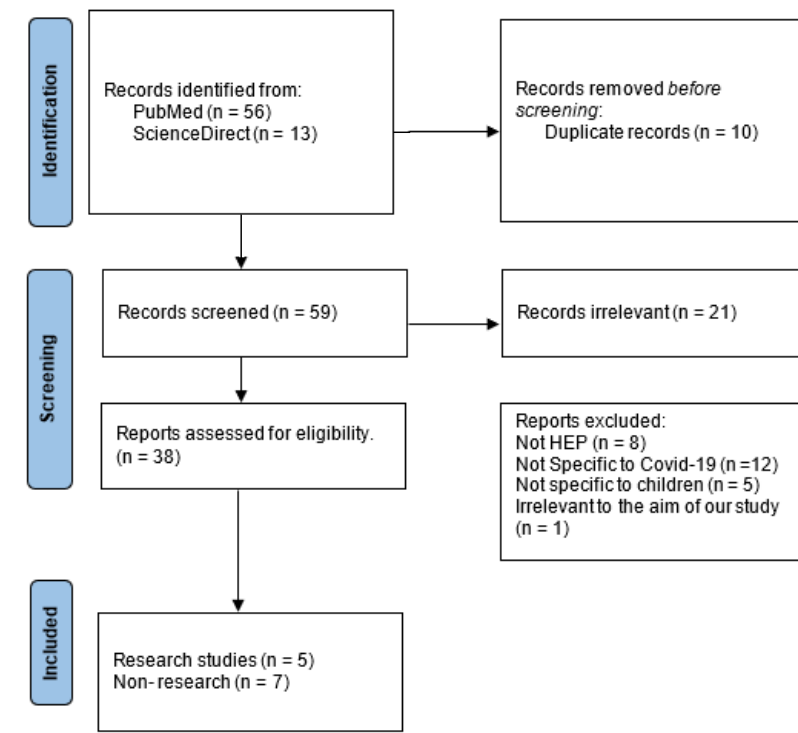 Identification
Records identified from:
PubMed (n = 56)
ScienceDirect (n = 13)
Records removed before
screening:
Duplicate records (n = 10)
Screening
Records screened (n = 59)
Records irrelevant (n = 21)
Reports assessed for eligibility.
(n = 38)
Reports excluded:
Not HEP (n = 8)
Not Specific to Covid-19 (n =12)
Not specific to children (n = 5)
Irrelevant to the aim of our study
(n = 1)
Included
Research studies (n = 5)
Non- research (n = 7)